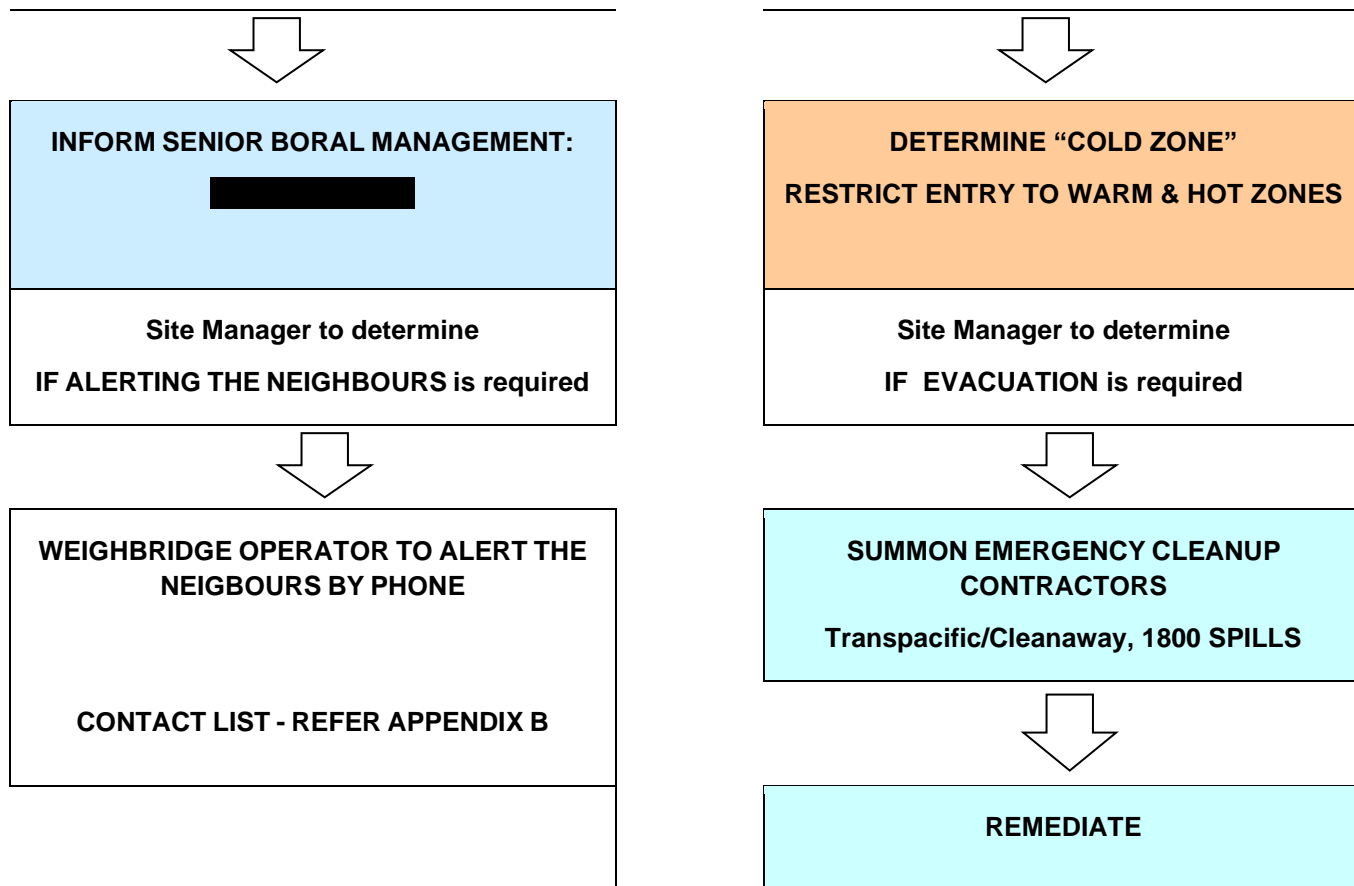 INFORM SENIOR BORAL MANAGEMENT:
Site Manager to determine
IF ALERTING THE NEIGHBOURS is required
WEIGHBRIDGE OPERATOR TO ALERT THE
NEIGBOURS BY PHONE
CONTACT LIST - REFER APPENDIX B
DETERMINE “COLD ZONE”
RESTRICT ENTRY TO WARM & HOT ZONES
Site Manager to determine
IF EVACUATION is required
SUMMON EMERGENCY CLEANUP
CONTRACTORS
Transpacific/Cleanaway, 1800 SPILLS
REMEDIATE